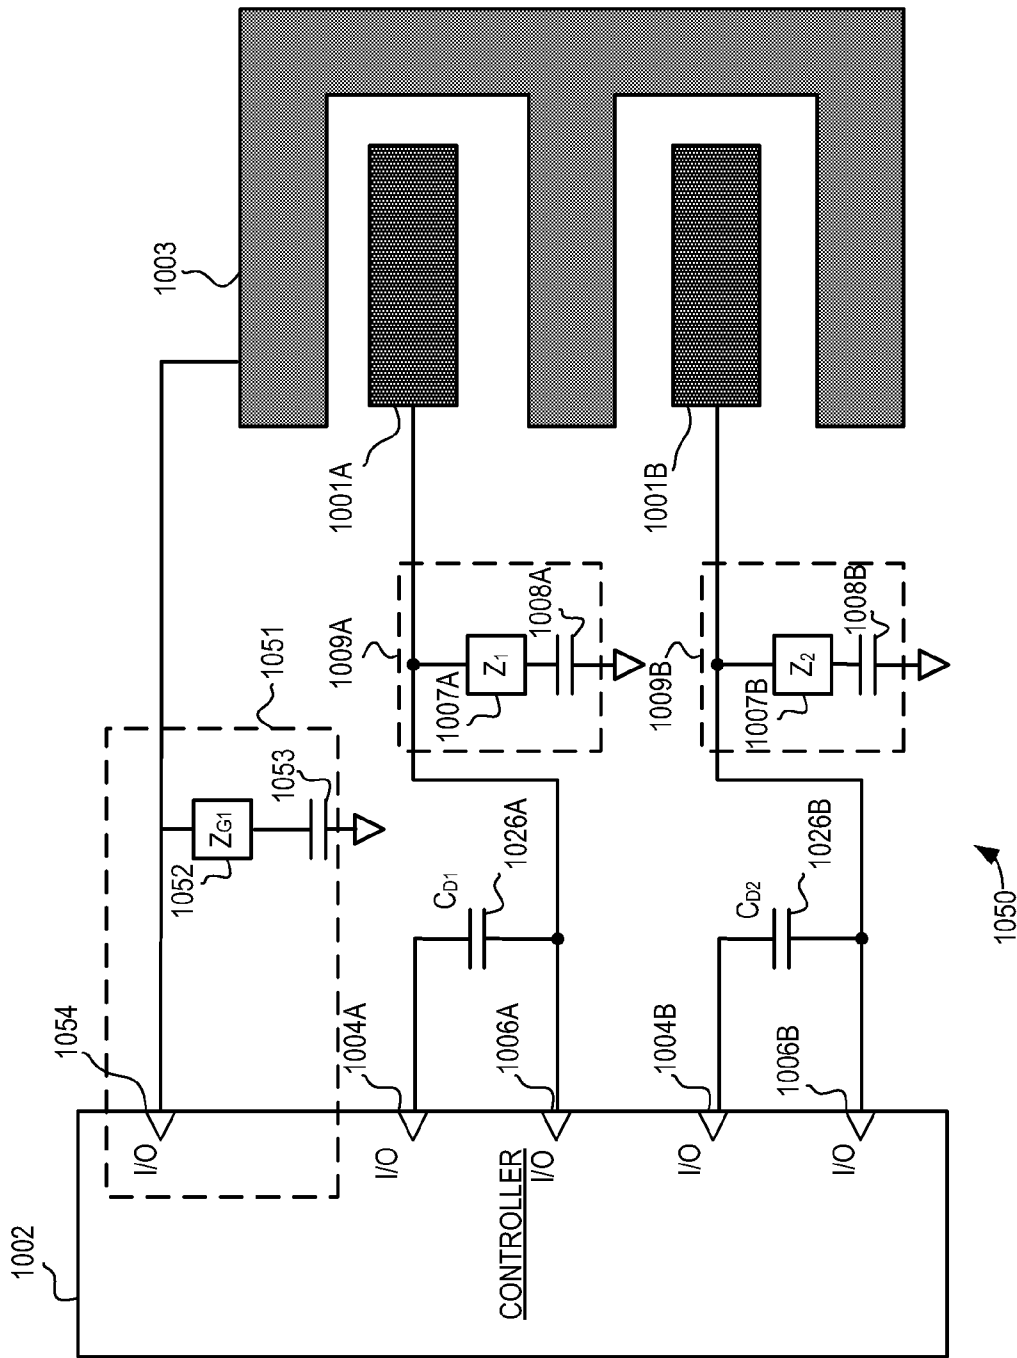 1002
CONTROLLER
I/O
I/O
I/O
I/O
I/O
1054
1004A
1006A
1004B
1006B
1052
ZG1
1053
1051
CD1
1026A
CD2
1026B
1009A
1007A
Z1
1008A
1009B
1007B
Z2
1008B
1001A
1001B
1003
1050